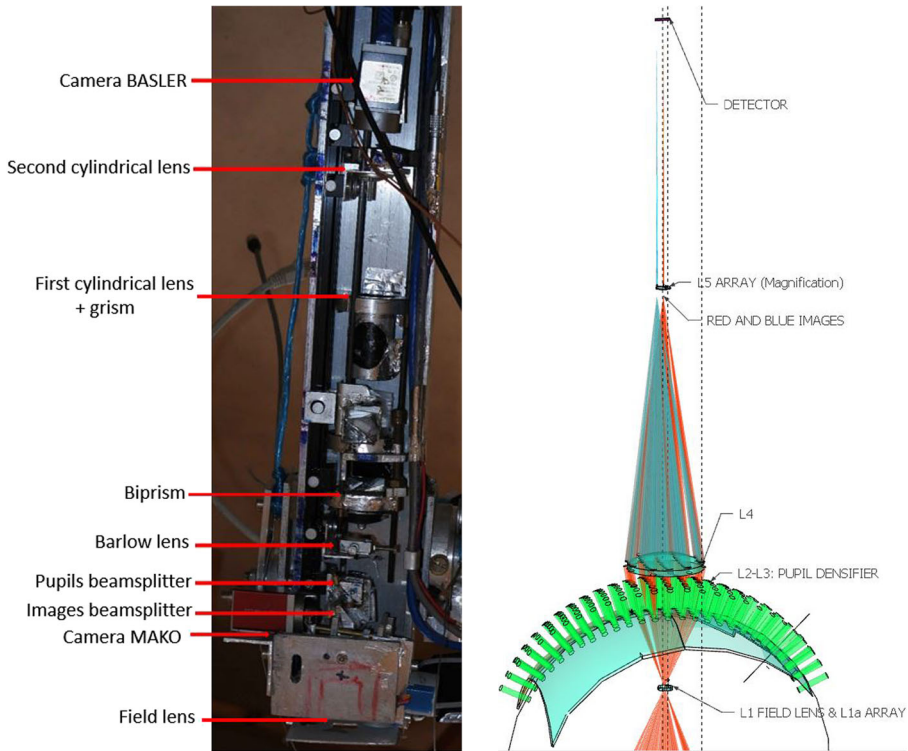 Camera BASLER
Second cylindrical lens
First cylindrical lens
+ grism
Biprism
Barlow lens
Pupils beamsplitter
Images beamsplitter
Camera MAKO
Field lens
DETECTOR
L5 ARRAY (Magnification)
RED AND BLUE IMAGES
L4
L2-L3: PUPIL DENSIFIER
L1 FIELD LENS & L1a ARRAY